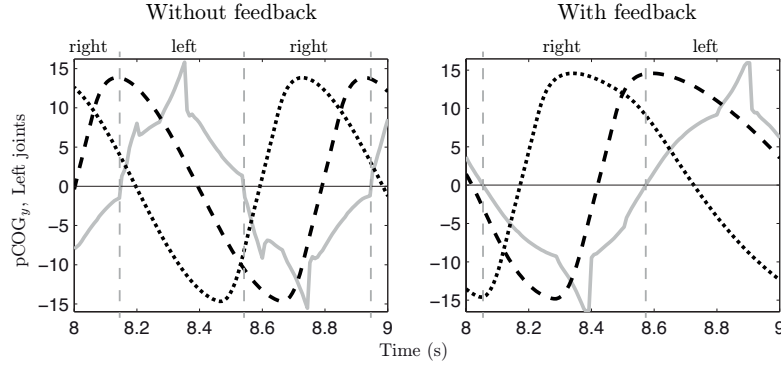 Without feedback
With feedback
right left right
right left
pCOGy, Left joints
15
10
5
0
−5
−10
−15
15
10
5
0
−5
−10
−15
8 8.2 8.4 8.6 8.8 9
8 8.2 8.4 8.6 8.8 9
Time (s)